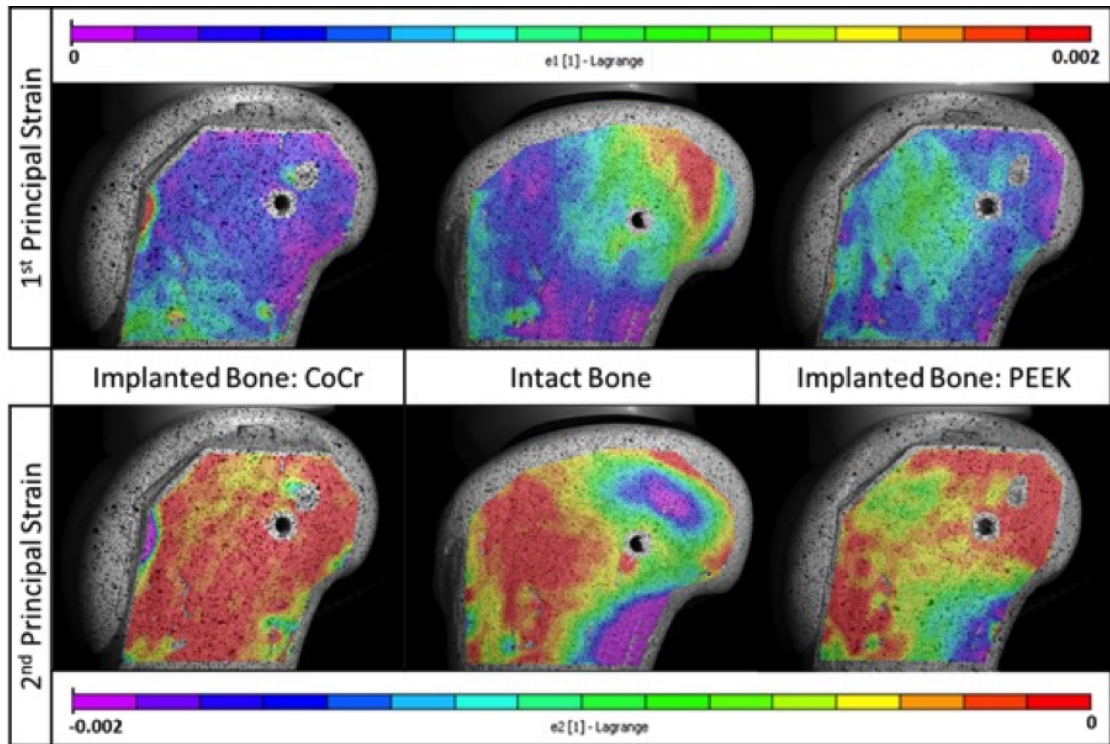 0
e1 [1] - Lagrange
0.002
1st Principal Strain
Implanted Bone: CoCr
Intact Bone
Implanted Bone: PEEK
2nd Principal Strain
-0.002
e2 [1] - Lagrange
0